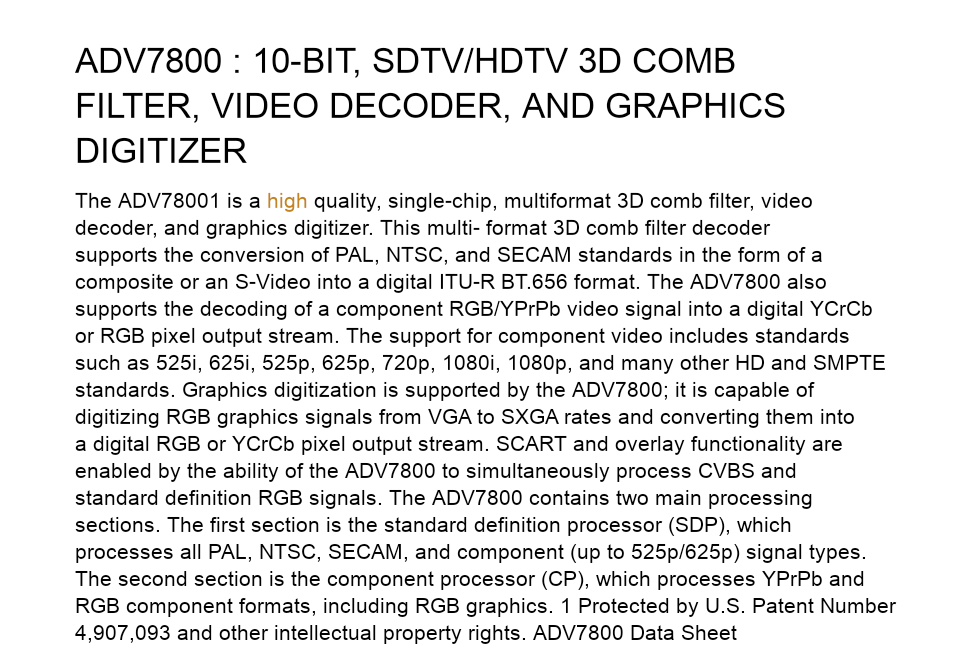 ADV7800 : 10-BIT, SDTV/HDTV 3D COMB
FILTER, VIDEO DECODER, AND GRAPHICS
DIGITIZER
The ADV78001 is a high quality, single-chip, multiformat 3D comb filter, video
decoder, and graphics digitizer. This multi- format 3D comb filter decoder
supports the conversion of PAL, NTSC, and SECAM standards in the form of a
composite or an S-Video into a digital ITU-R BT.656 format. The ADV7800 also
supports the decoding of a component RGB/YPrPb video signal into a digital YCrCb
or RGB pixel output stream. The support for component video includes standards
such as 525i, 625i, 525p, 625p, 720p, 1080i, 1080p, and many other HD and SMPTE
standards. Graphics digitization is supported by the ADV7800; it is capable of
digitizing RGB graphics signals from VGA to SXGA rates and converting them into
a digital RGB or YCrCb pixel output stream. SCART and overlay functionality are
enabled by the ability of the ADV7800 to simultaneously process CVBS and
standard definition RGB signals. The ADV7800 contains two main processing
sections. The first section is the standard definition processor (SDP), which
processes all PAL, NTSC, SECAM, and component (up to 525p/625p) signal types.
The second section is the component processor (CP), which processes YPrPb and
RGB component formats, including RGB graphics. 1 Protected by U.S. Patent Number
4,907,093 and other intellectual property rights. ADV7800 Data Sheet